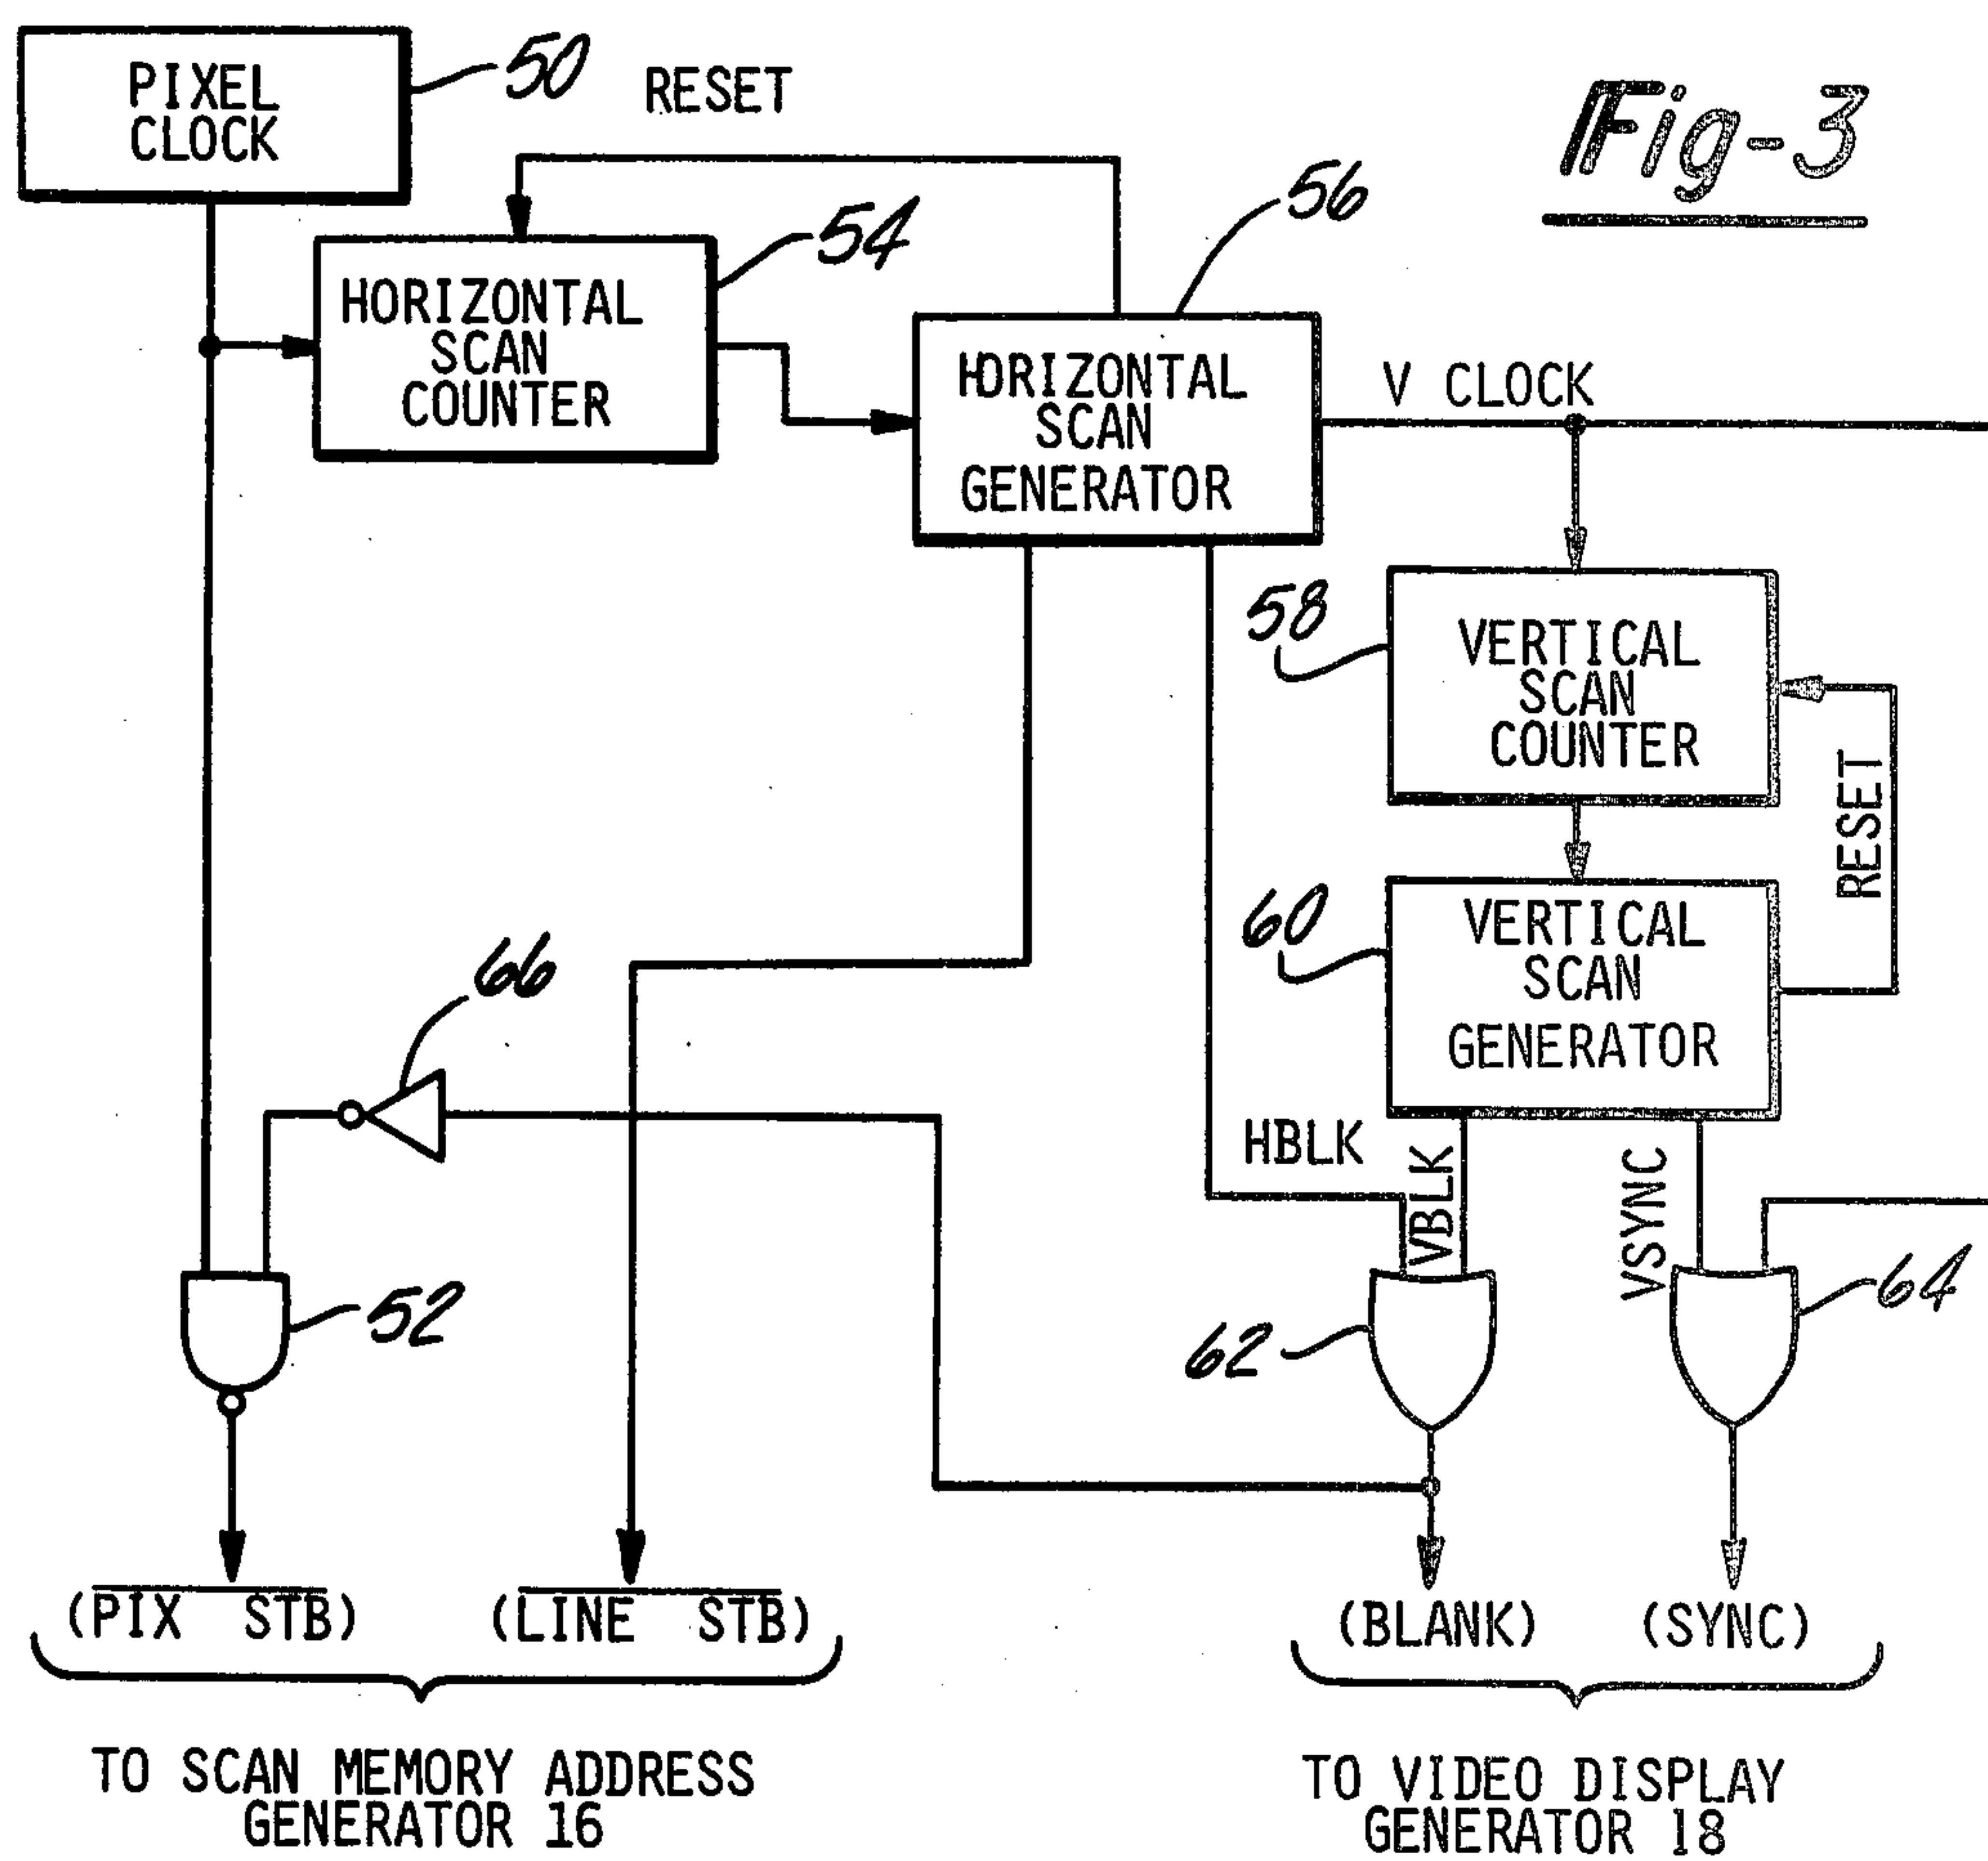 PIXEL
CLOCK
50
RESET
Fig-3
HORIZONTAL
SCAN
COUNTER
54
56
HORIZONTAL
SCAN
GENERATOR
V CLOCK
58
VERTICAL
SCAN
COUNTER
RESET
60
VERTICAL
SCAN
GENERATOR
66
HBLK
VBLK
VSYNC
52
62
64
(PIX STB)
(LINE STB)
(BLANK)
(SYNC)
TO SCAN MEMORY ADDRESS
GENERATOR 16
TO VIDEO DISPLAY
GENERATOR 18